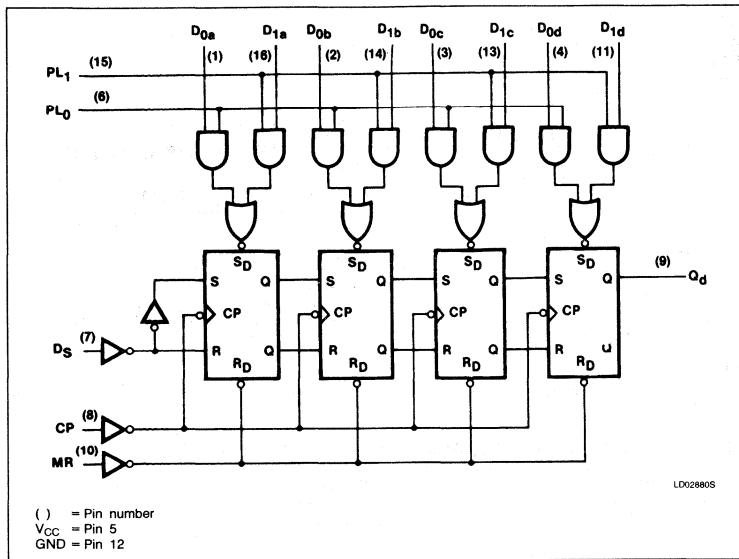 D0a D1a D0b D1b D0c D1c D0d D1d
(1) (16) (2) (14) (3) (13) (4) (11)
PL1 (15)
PL0 (6)
SD SD SD SD
S Q S Q S Q S Q (9) Qd
CP CP CP CP
DS (7) R Q R Q R Q R Q
RD RD RD RD
CP (8)
MR (10)
LD02880S
( ) = Pin number
VCC = Pin 5
GND = Pin 12